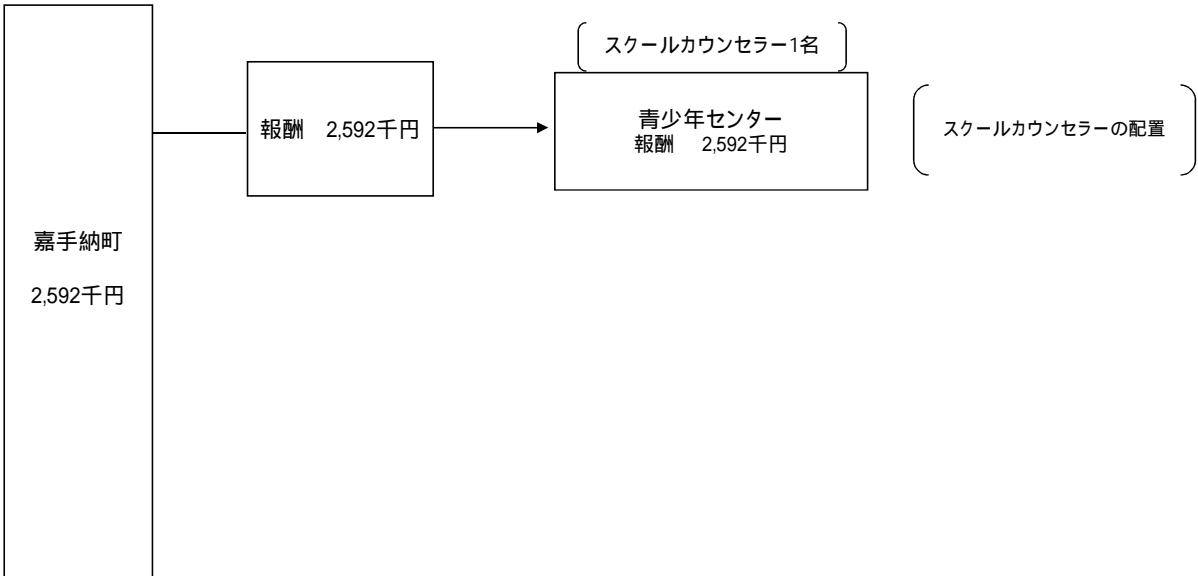 スクールカウンセラー1名
報酬　2,592千円
青少年センター
報酬　2,592千円
スクールカウンセラーの配置
嘉手納町
2,592千円